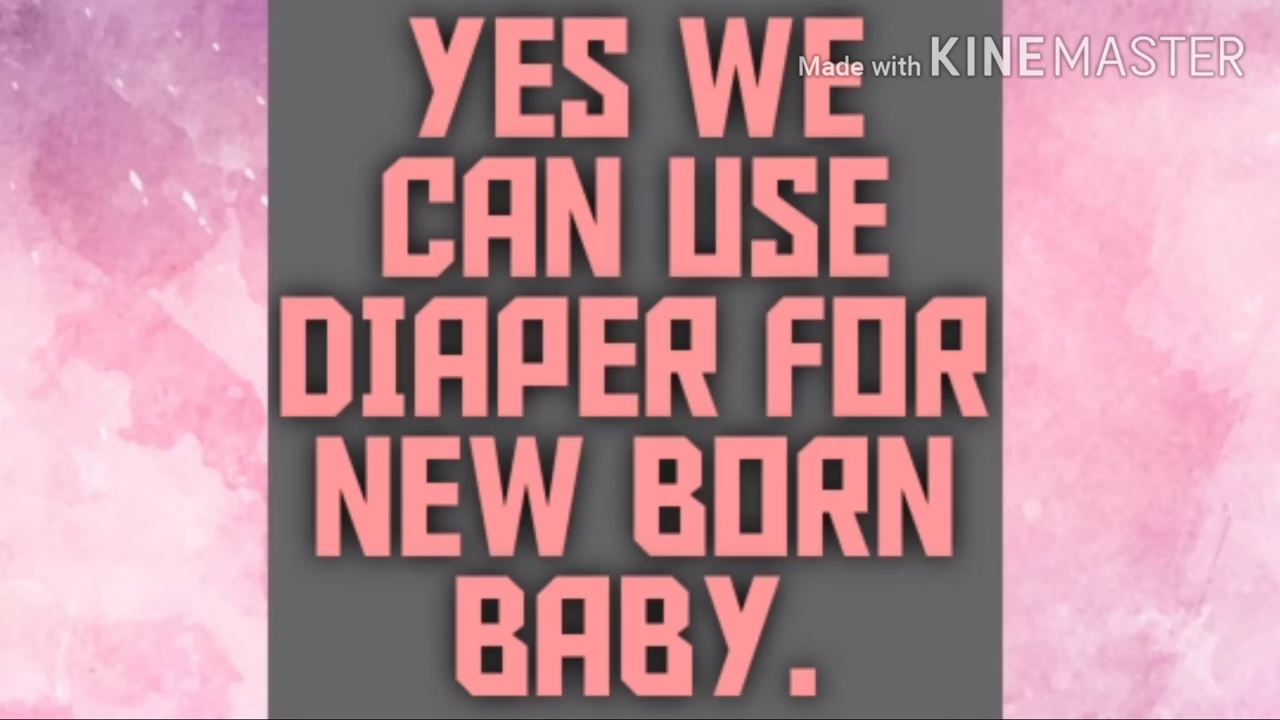 YES WE
Made with KINEMASTER
CAN USE
DIAPER FOR
NEW BORN
BABY.